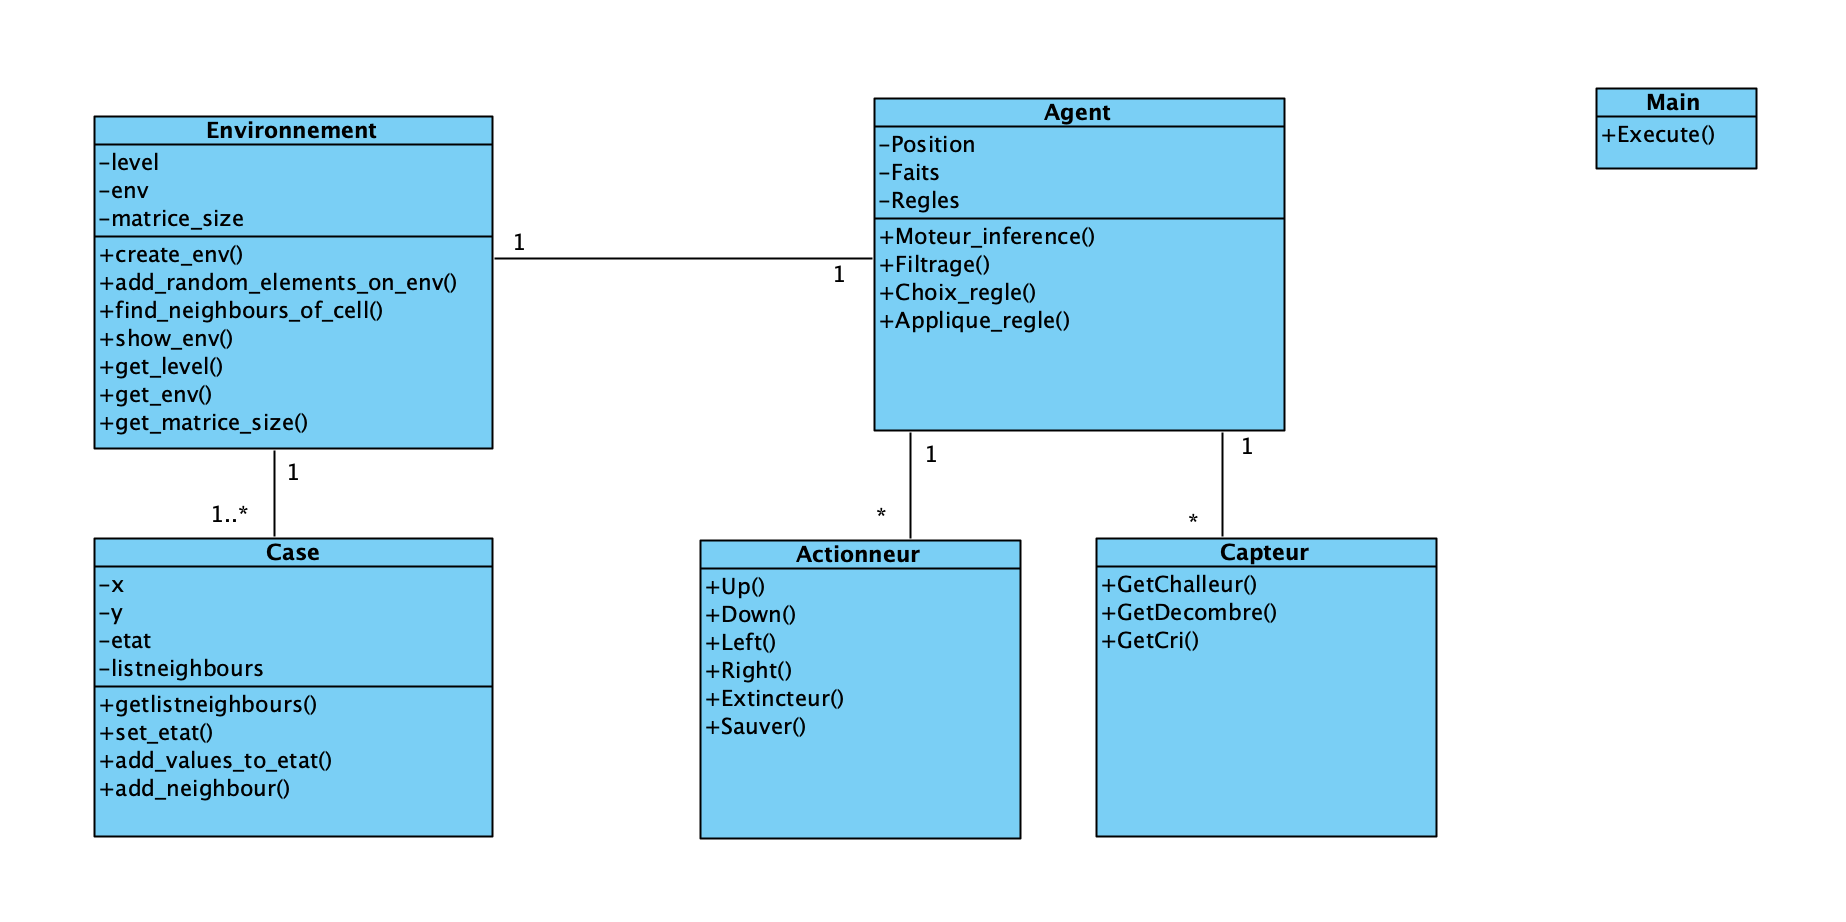 Environnement
-level
-env
-matrice_size
+create_env()
+add_random_elements_on_env()
+find_neighbours_of_cell()
+show_env()
+get_level()
+get_env()
+get_matrice_size()
1
1
Agent
-Position
-Faits
-Regles
+Moteur_inference()
+Filtrage()
+Choix_regle()
+Applique_regle()
Main
+Execute()
1
1..*
1
*
1
*
Case
-x
-y
-etat
-listneighbours
+getlistneighbours()
+set_etat()
+add_values_to_etat()
+add_neighbour()
Actionneur
+Up()
+Down()
+Left()
+Right()
+Extincteur()
+Sauver()
Capteur
+GetChalleur()
+GetDecombre()
+GetCri()